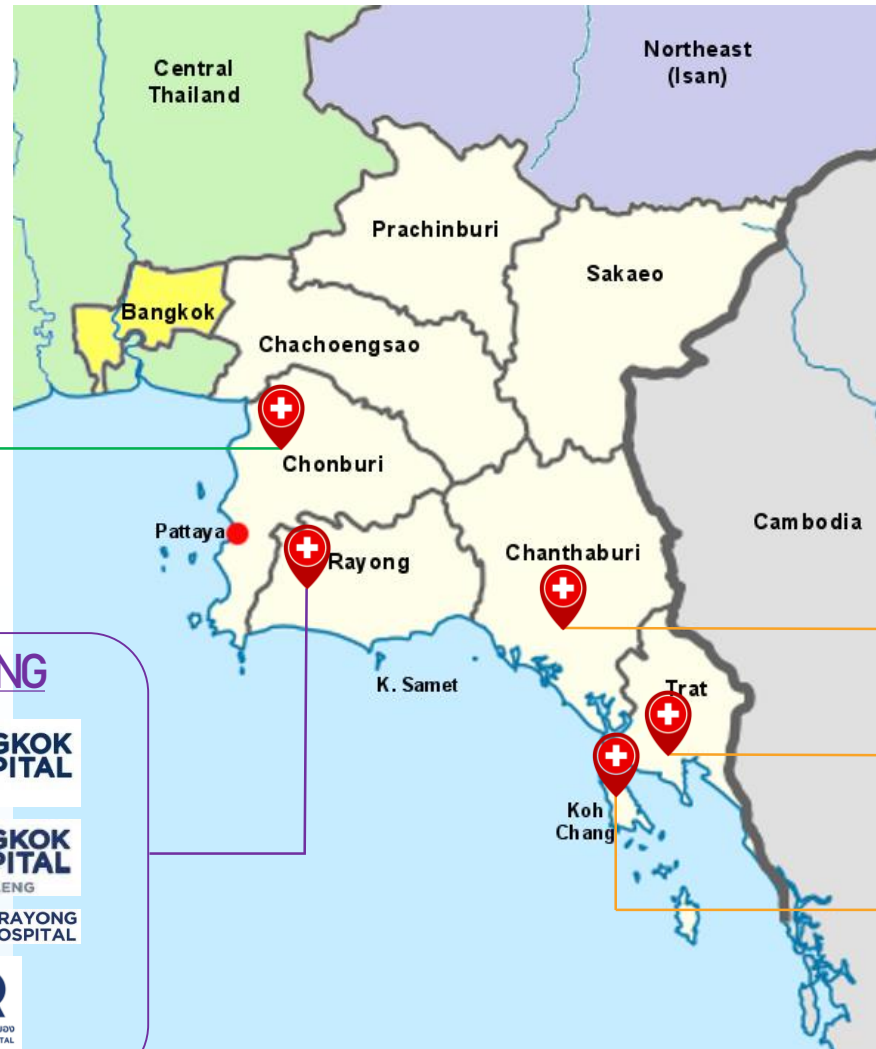 Northeast
(Isan)
Central
Thailand
Prachinburi
Sakaeo
Bangkok
Chachoengsao
Chonburi
Pattaya
Cambodia
Chanthaburi
Rayong
K. Samet
Trat
Koh
Chang
NG
GKOK
PITAL
GKOK
PITAL
ENG
RAYONG
OSPITAL